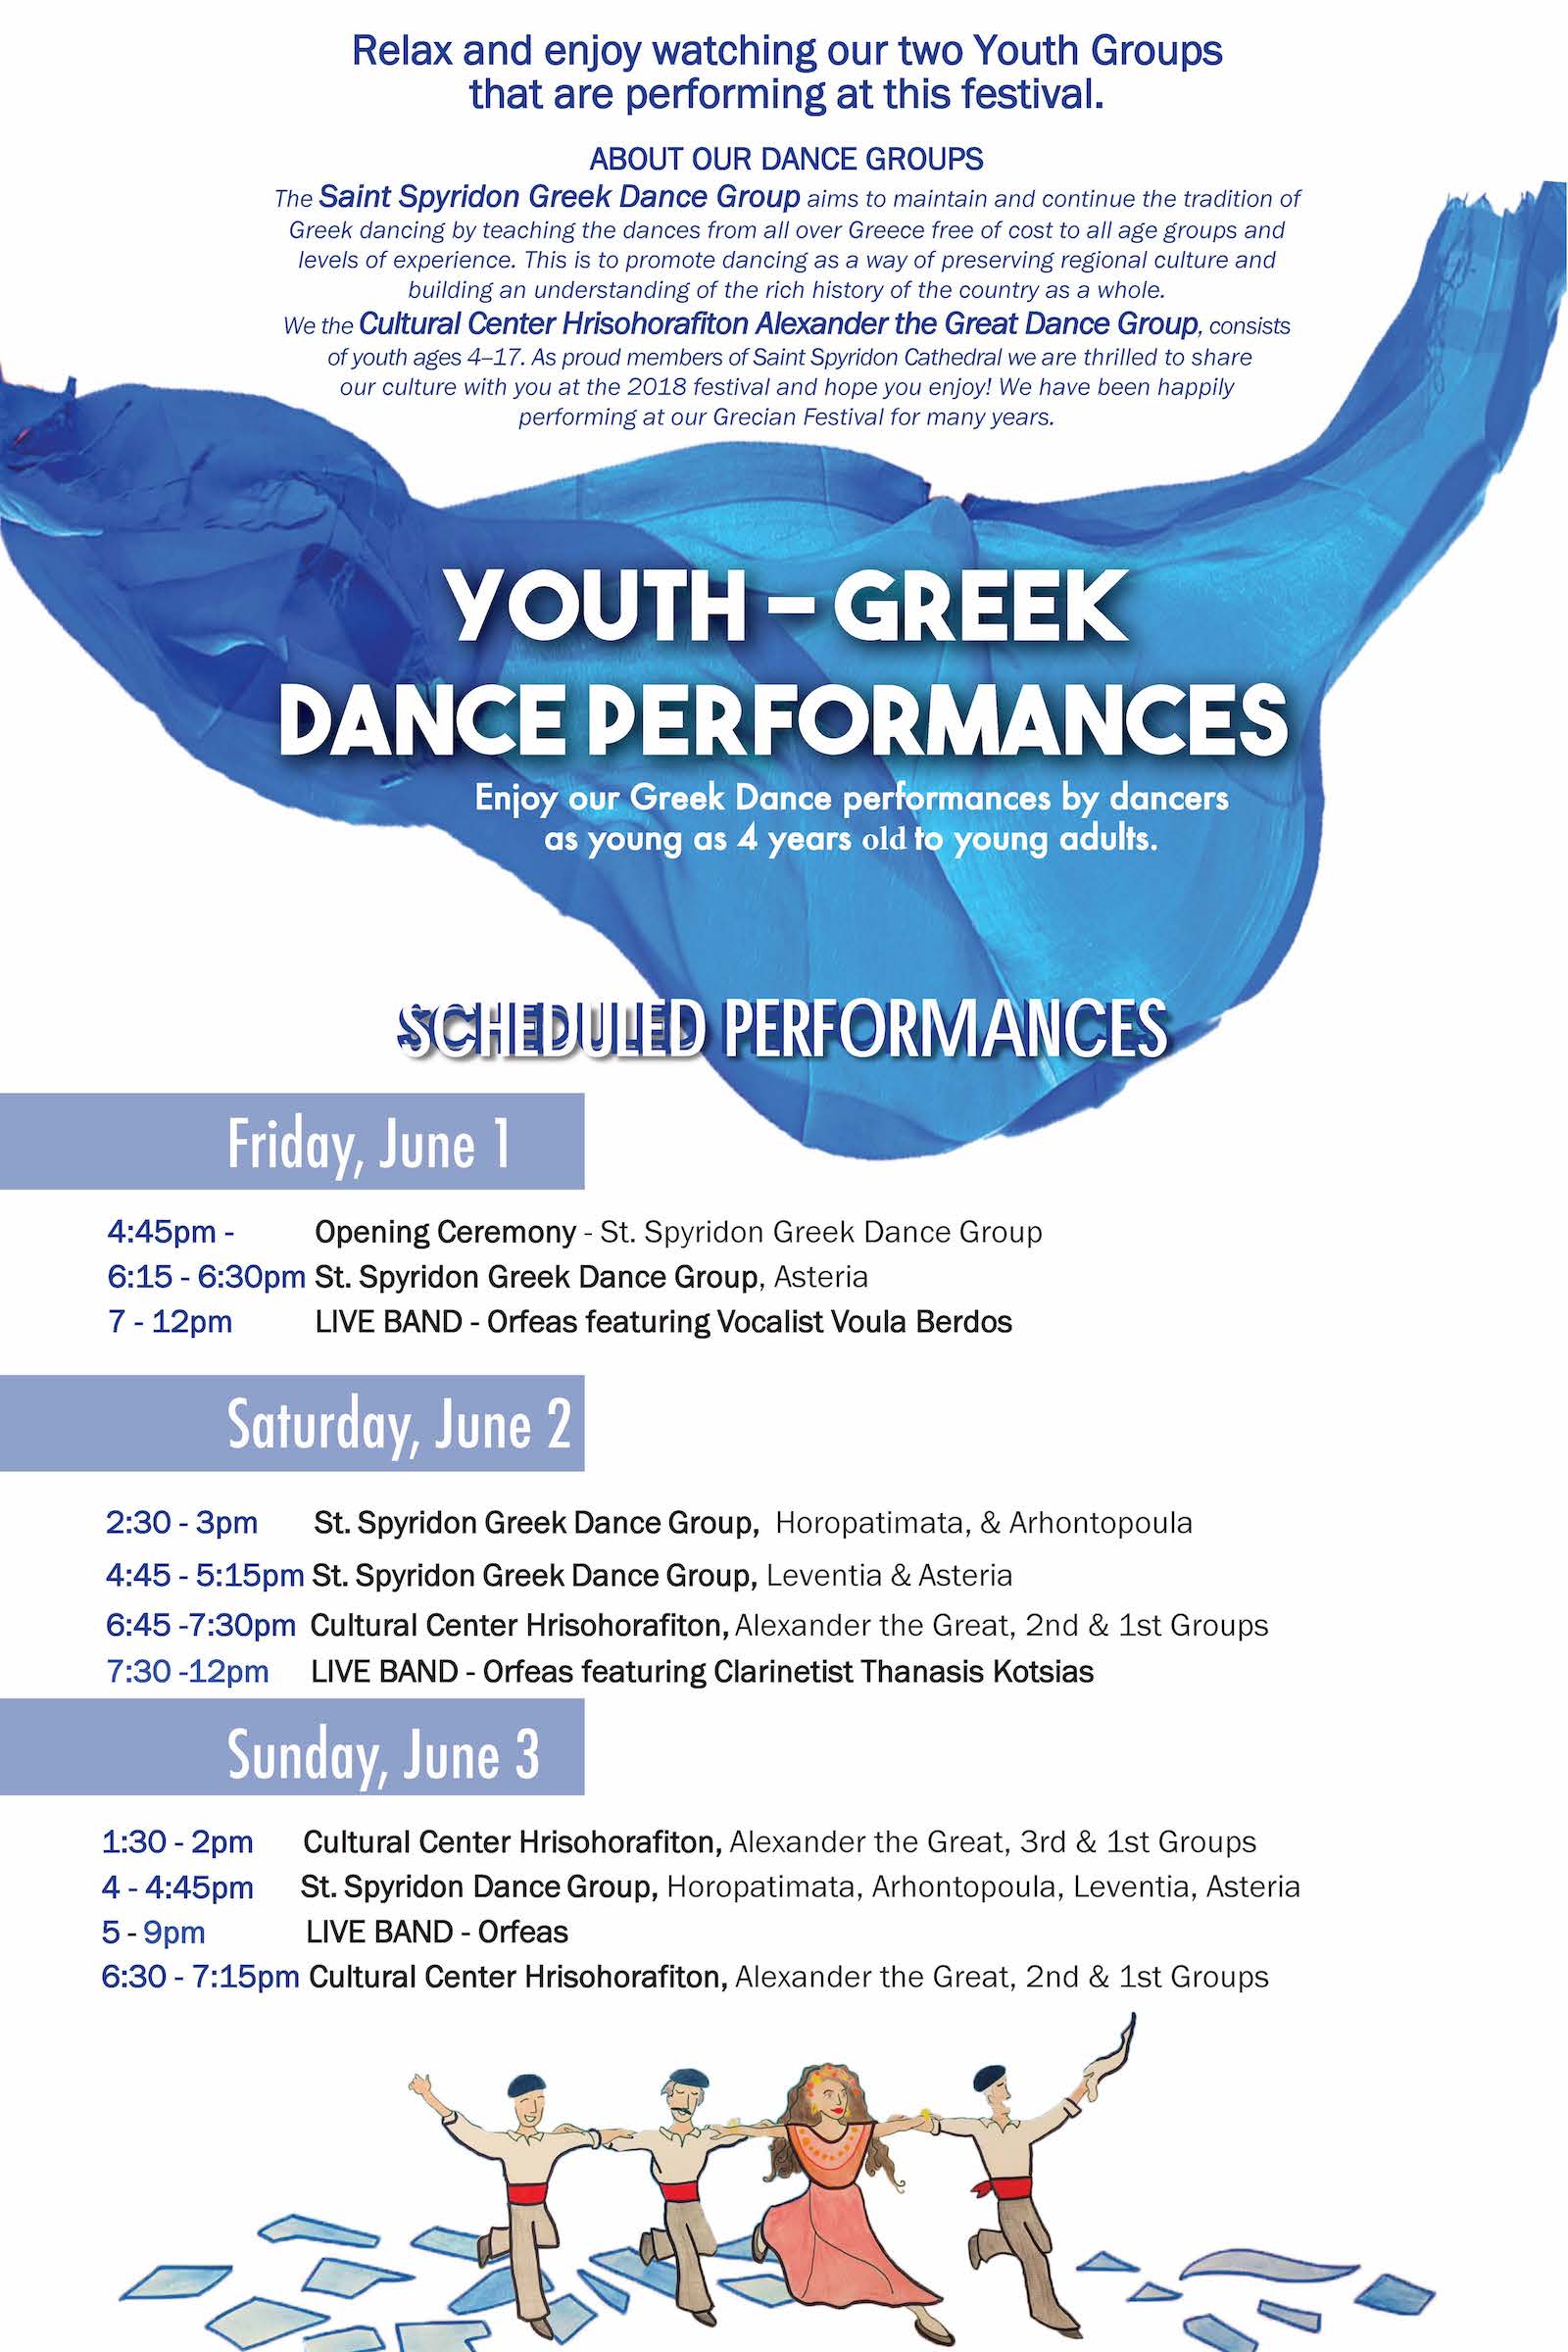 Relax and enjoy watching our two Youth Groups
that are performing at this festival.
ABOUT OUR DANCE GROUPS
The Saint Spyridon Greek Dance Group aims to maintain and continue the tradition of
Greek dancing by teaching the dances from all over Greece free of cost to all age groups and
levels of experience. This is to promote dancing as a way of preserving regional culture and
building an understanding of the rich history of the country as a whole.
We the Cultural Center Hrisohorafiton Alexander the Great Dance Group, consists
of youth ages 4–17. As proud members of Saint Spyridon Cathedral we are thrilled to share
our culture with you at the 2018 festival and hope you enjoy! We have been happily
performing at our Grecian Festival for many years.
YOUTH – GREEK
DANCE PERFORMANCES
Enjoy our Greek Dance performances by dancers
as young as 4 years old to young adults.
SCHEDULED PERFORMANCES
Friday, June 1
4:45pm - Opening Ceremony - St. Spyridon Greek Dance Group
6:15 - 6:30pm St. Spyridon Greek Dance Group, Asteria
7 - 12pm LIVE BAND - Orfeas featuring Vocalist Voula Berdos
Saturday, June 2
2:30 - 3pm St. Spyridon Greek Dance Group, Horopatimata, & Arhontopoula
4:45 - 5:15pm St. Spyridon Greek Dance Group, Leventia & Asteria
6:45 -7:30pm Cultural Center Hrisohorafiton, Alexander the Great, 2nd & 1st Groups
7:30 -12pm LIVE BAND - Orfeas featuring Clarinetist Thanasis Kotsias
Sunday, June 3
1:30 - 2pm Cultural Center Hrisohorafiton, Alexander the Great, 3rd & 1st Groups
4 - 4:45pm St. Spyridon Dance Group, Horopatimata, Arhontopoula, Leventia, Asteria
5 - 9pm LIVE BAND - Orfeas
6:30 - 7:15pm Cultural Center Hrisohorafiton, Alexander the Great, 2nd & 1st Groups